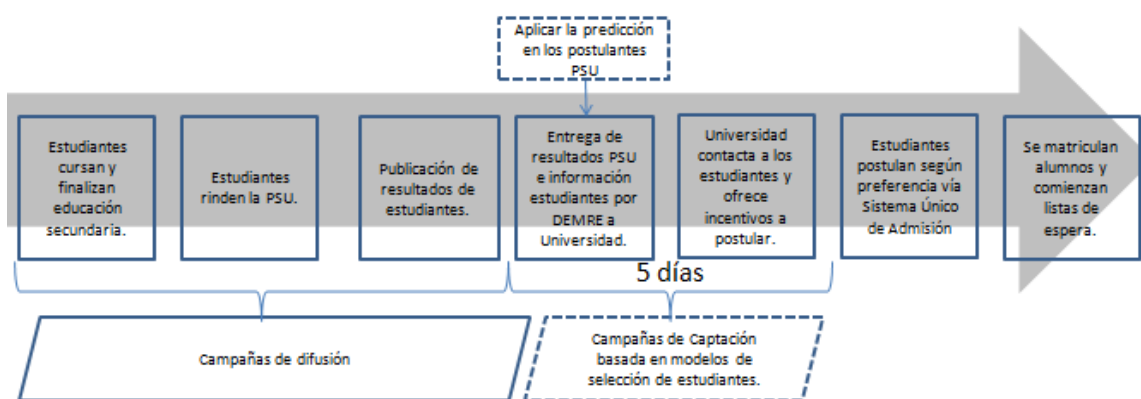 Aplicar la predicción
en los postulantes
PSU
Estudiantes
cursan y
finalizan
educación
secundaria.
Estudiantes
rinden la PSU.
Publicación de
resultados de
estudiantes.
Entrega de
resultados PSU
e información
estudiantes por
DEMRE a
Universidad.
Universidad
contacta a los
estudiantes y
ofrece
incentivos a
postular.
Estudiantes
postulan según
preferencia vía
Sistema Único
de Admisión
Se matriculan
alumnos y
comienzan
listas de
espera.
5 días
Campañas de difusión
Campañas de Captación
basada en modelos de
selección de estudiantes.